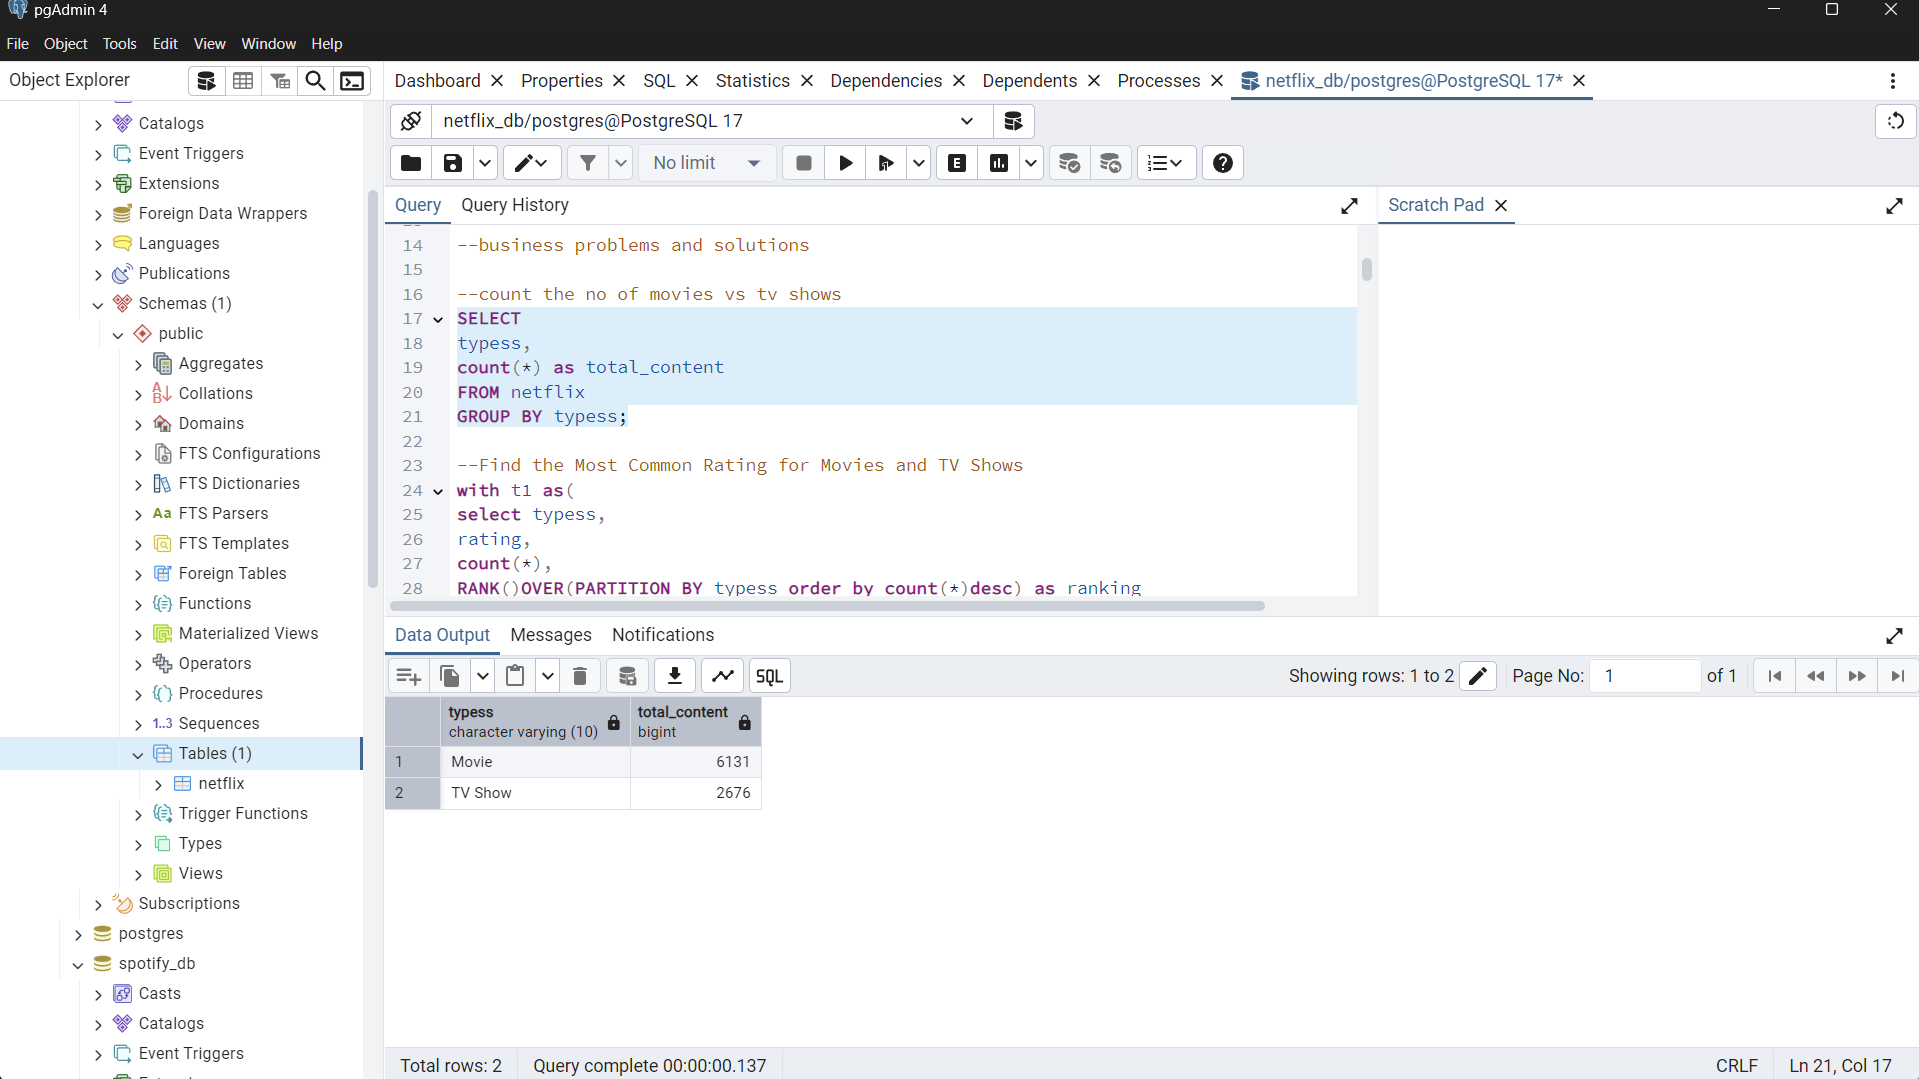 pgAdmin 4
File Object Tools Edit View Window Help
Object Explorer
Dashboard Properties SQL Statistics Dependencies Dependents Processes netflix_db/postgres@PostgreSQL 17*
Catalogs
Event Triggers
Extensions
Foreign Data Wrappers
Languages
Publications
Schemas (1)
public
Aggregates
Collations
Domains
FTS Configurations
FTS Dictionaries
Aa FTS Parsers
FTS Templates
Foreign Tables
Functions
Materialized Views
Operators
Procedures
1..3 Sequences
Tables (1)
netflix
Trigger Functions
Types
Views
Subscriptions
postgres
spotify_db
Casts
Catalogs
Event Triggers
netflix_db/postgres@PostgreSQL 17
No limit
E
Query Query History
Scratch Pad
14 --business problems and solutions
15
16 --count the no of movies vs tv shows
17 SELECT
18 typess,
19 count(*) as total_content
20 FROM netflix
21 GROUP BY typess;
22
23 --Find the Most Common Rating for Movies and TV Shows
24 with t1 as(
25 select typess,
26 rating,
27 count(*),
28 RANK()OVER(PARTITION BY typess order by count(*)desc) as ranking
Data Output Messages Notifications
SQL
Showing rows: 1 to 2 Page No: 1 of 1
typess total_content
character varying (10) bigint
1 Movie 6131
2 TV Show 2676
Total rows: 2 Query complete 00:00:00.137 CRLF Ln 21, Col 17